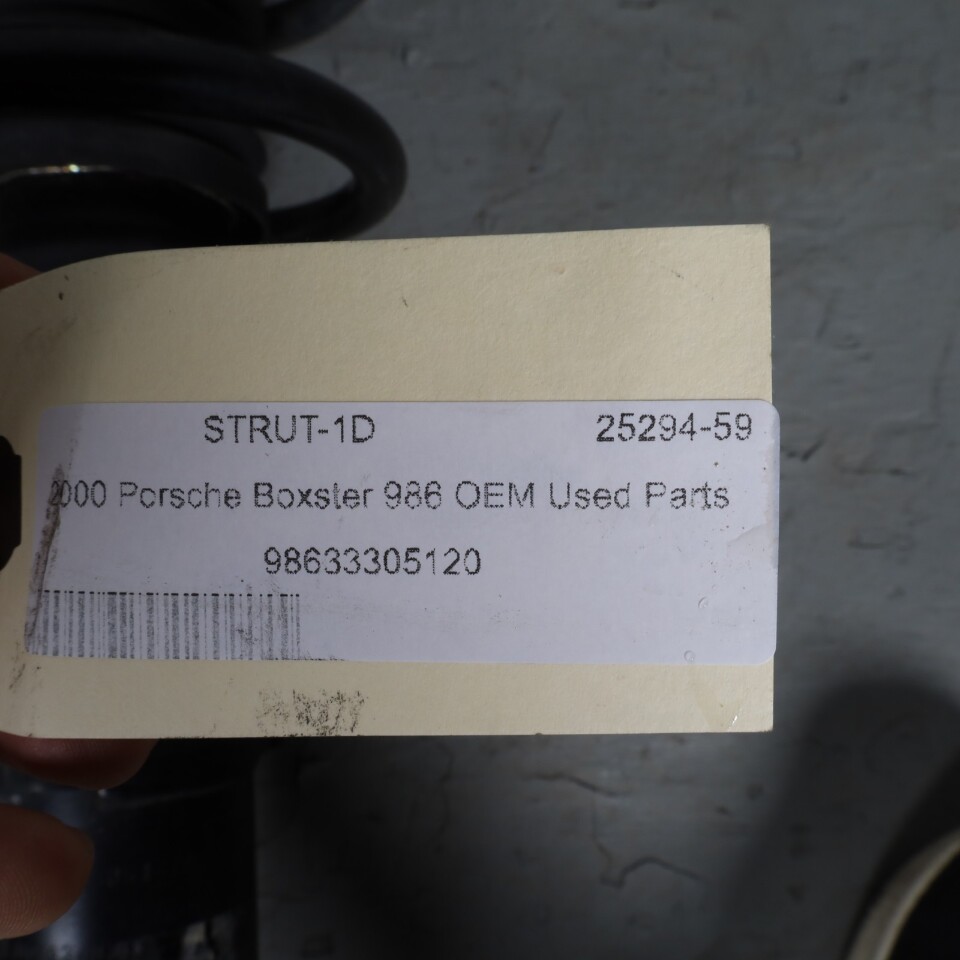 STRUT-1D 25294-59
2000 Porsche Boxster 986 OEM Used Parts
98633305120